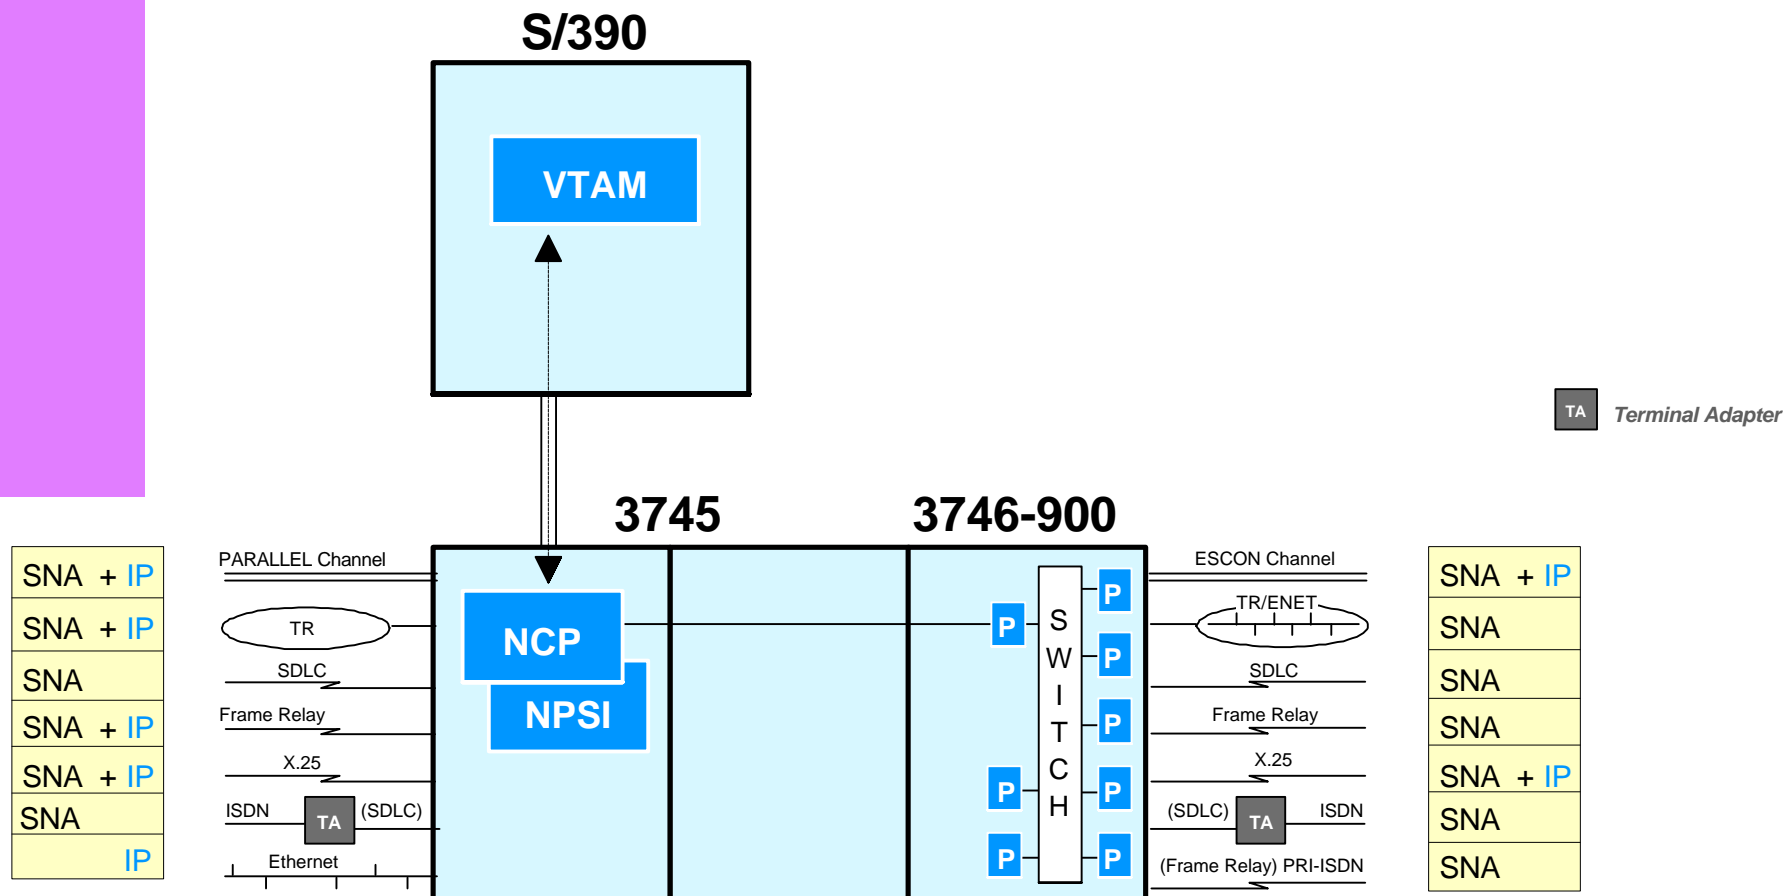 S/390
VTAM
TA Terminal Adapter
3745 3746-900
SNA + IP PARALLEL Channel ESCON Channel SNA + IP
SNA + IP TR NCP P S W I T C H P TR/ENET SNA
SNA SDLC P SDLC SNA
SNA + IP Frame Relay NPSI P Frame Relay SNA
SNA + IP X.25 P P X.25 SNA + IP
SNA ISDN TA (SDLC) (SDLC) TA ISDN SNA
IP Ethernet P P (Frame Relay) PRI-ISDN SNA